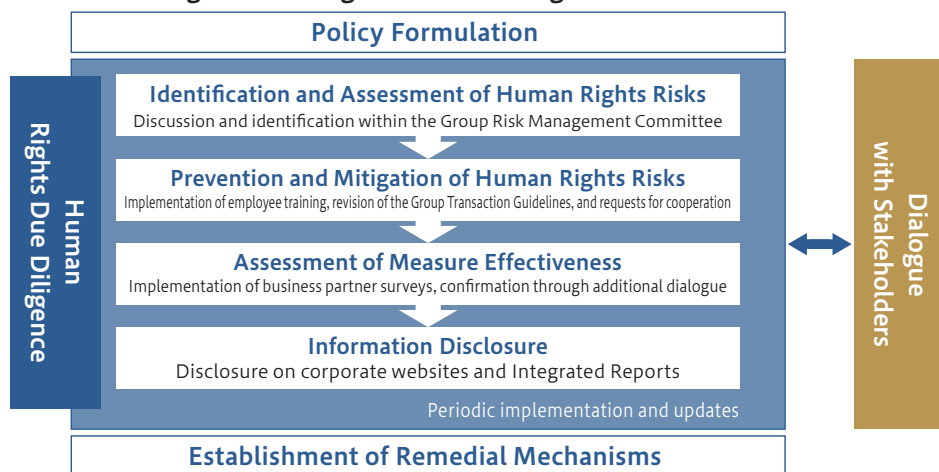 Policy Formulation
Human
Rights Due Diligence
Identification and Assessment of Human Rights Risks
Discussion and identification within the Group Risk Management Committee
Prevention and Mitigation of Human Rights Risks
Implementation of employee training, revision of the Group Transaction Guidelines, and requests for cooperation
Assessment of Measure Effectiveness
Implementation of business partner surveys, confirmation through additional dialogue
Information Disclosure
Disclosure on corporate websites and Integrated Reports
Periodic implementation and updates
Dialogue
with Stakeholders
Establishment of Remedial Mechanisms